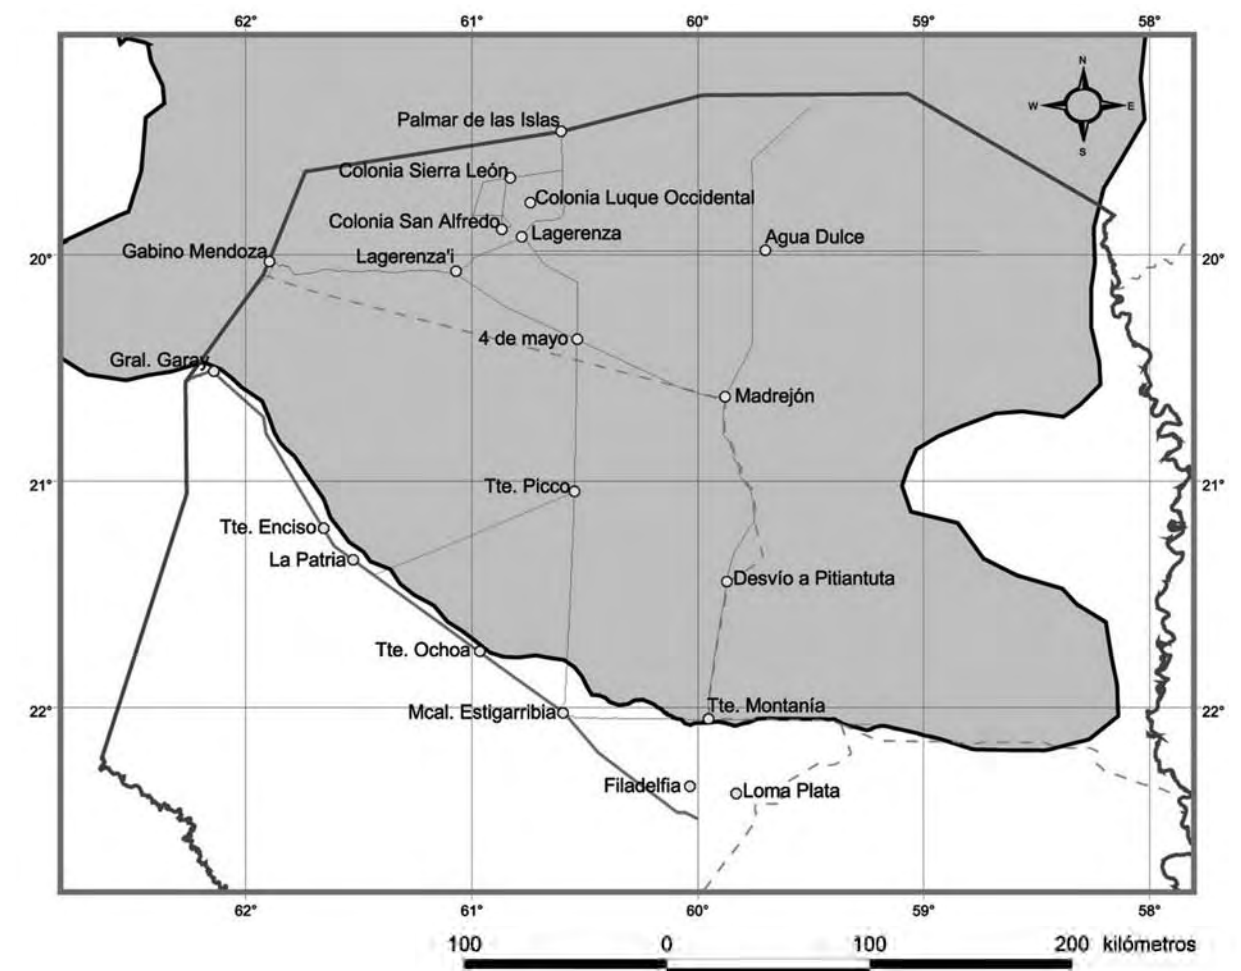 62° 61° 60° 59° 58°
N
W E
S
Palmar de las Islas
Colonia Sierra León
Colonia Luque Occidental
Colonia San Alfredo
Lagerenza
Agua Dulce
Gabino Mendoza
Lagerenza'i
20° 20°
4 de mayo
Gral. Garay
Madrejón
21° 21°
Tte. Picco
Tte. Enciso
La Patria
Desvío a Pitiantuta
Tte. Ochoa
22° 22°
Mcal. Estigarribia
Tte. Montanía
Filadelfia
Loma Plata
62° 61° 60° 59° 58°
100 0 100 200 kilómetros